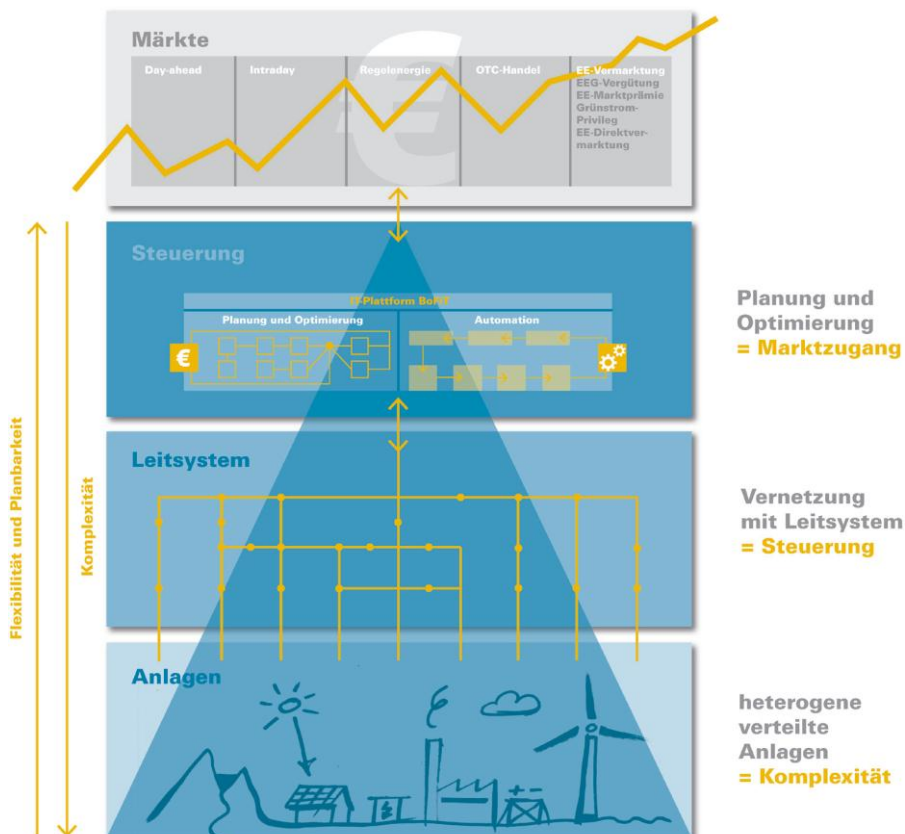 Märkte
Day-ahead
Intraday
Regelenergie
OTC-Handel
EE-Vermarktung
EEG-Vergütung
EE-Marktprämie
Grünstrom-
Privileg
EE-Direktver-
marktung
€
Steuerung
IT-Plattform BoFiT
Planung und Optimierung
Automation
€
Planung und
Optimierung
= Marktzugang
Flexibilität und Planbarkeit
Komplexität
Leitsystem
Vernetzung
mit Leitsystem
= Steuerung
Anlagen
heterogene
verteilte
Anlagen
= Komplexität